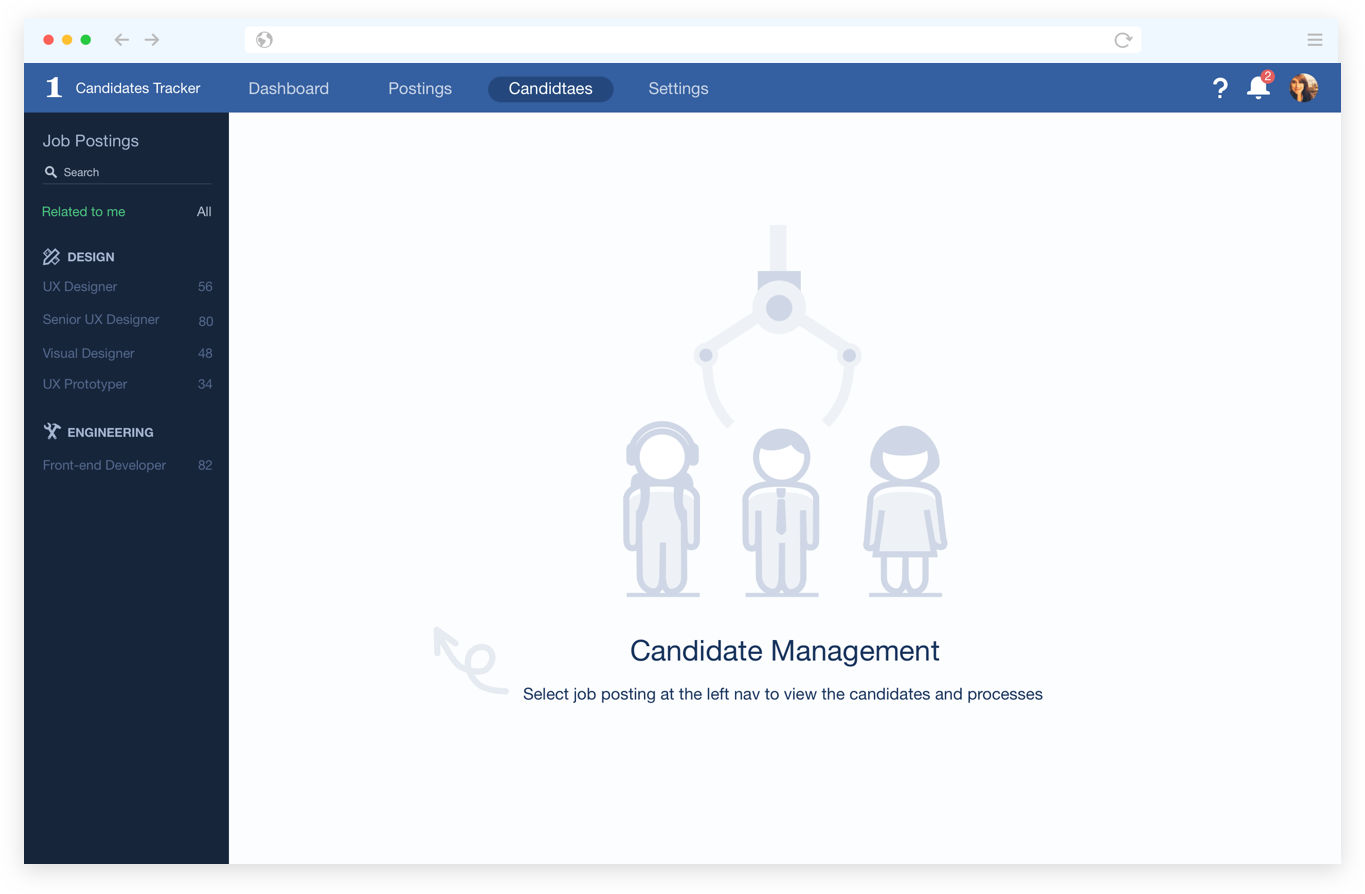 1 Candidates Tracker Dashboard Postings Candidtaes Settings ? 2
Job Postings
Search
Related to me All
DESIGN
UX Designer 56
Senior UX Designer 80
Visual Designer 48
UX Prototyper 34
ENGINEERING
Front-end Developer 82
Candidate Management
Select job posting at the left nav to view the candidates and processes